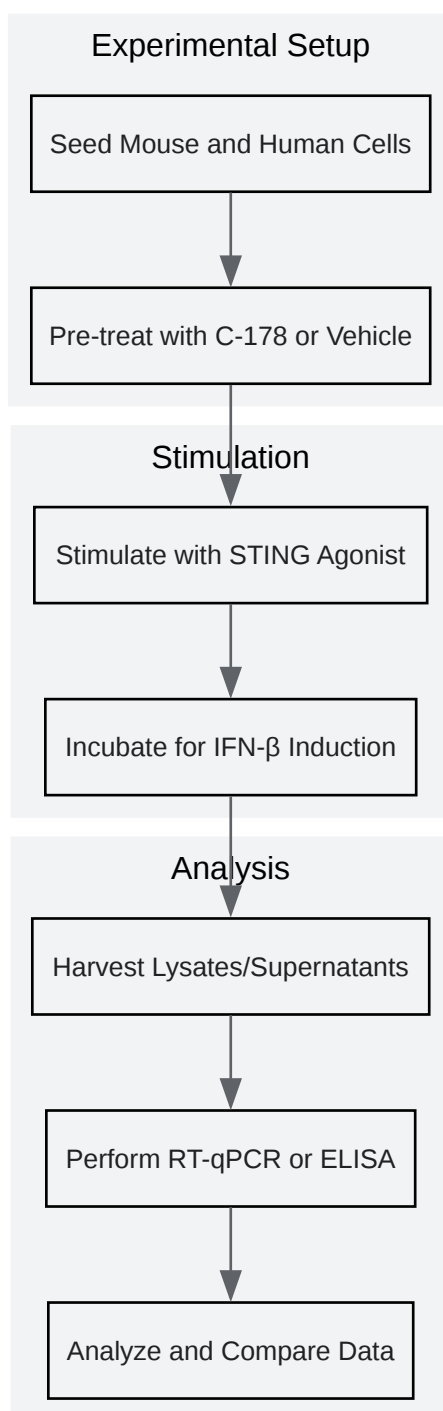 Experimental Setup
Seed Mouse and Human Cells
Pre-treat with C-178 or Vehicle
Stimulation
Stimulate with STING Agonist
Incubate for IFN-β Induction
Analysis
Harvest Lysates/Supernatants
Perform RT-qPCR or ELISA
Analyze and Compare Data